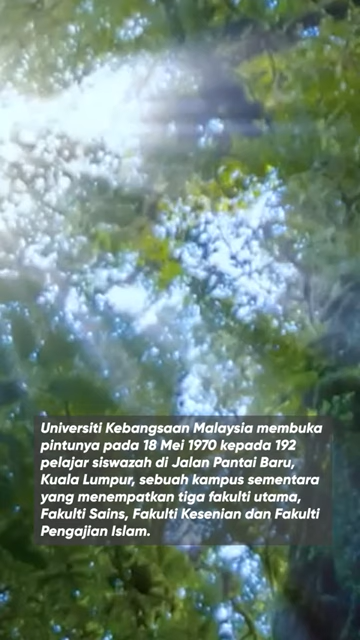 Universiti Kebangsaan Malaysia membuka
pintunya pada 18 Mei 1970 kepada 192
pelajar siswazah di Jalan Pantai Baru,
Kuala Lumpur, sebuah kampus sementara
yang menempatkan tiga fakulti utama,
Fakulti Sains, Fakulti Kesenian dan Fakulti
Pengajian Islam.